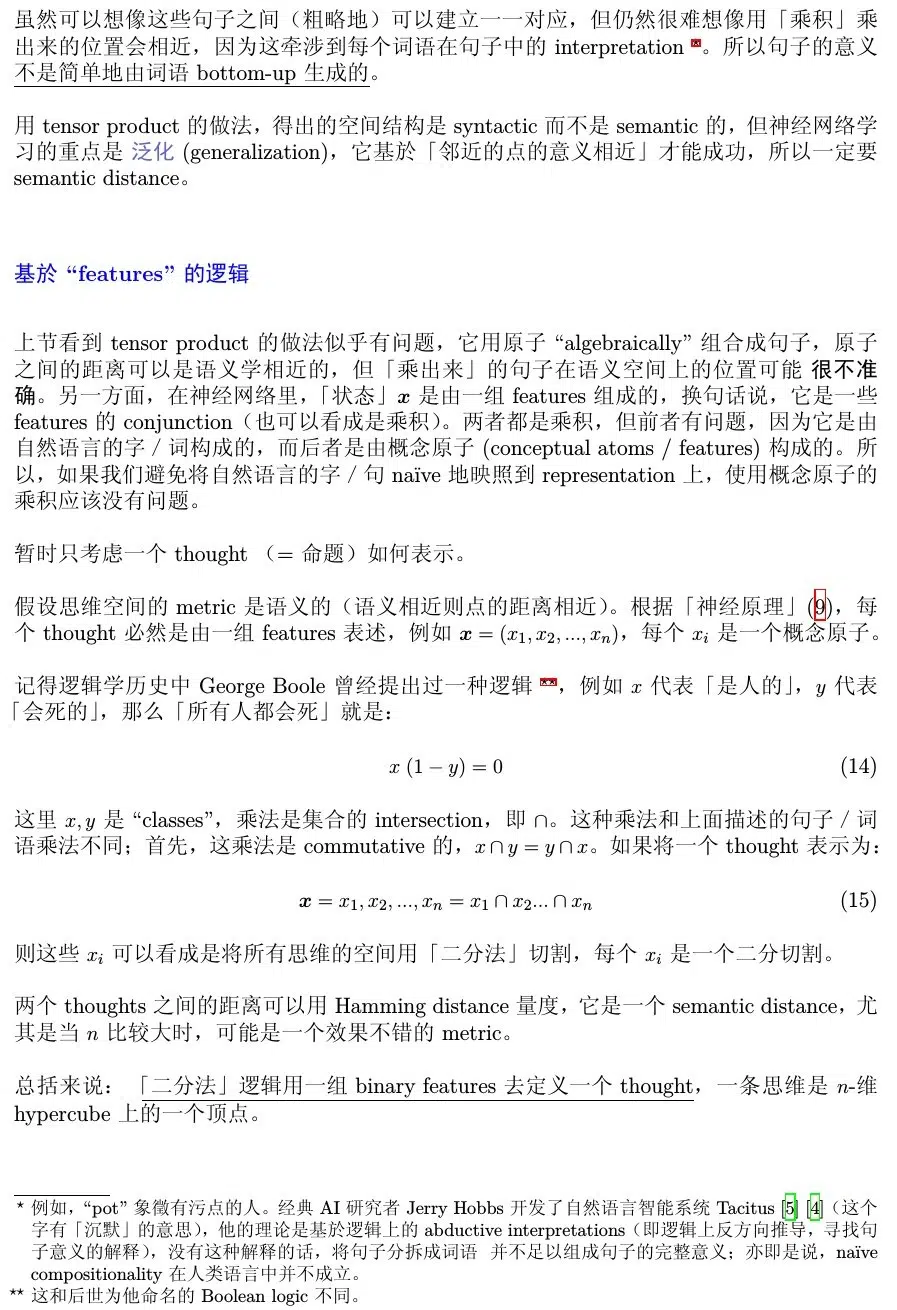 虽然可以想像这些句子之间（粗略地）可以建立一一对应，但仍然很难想像用「乘积」乘
出来的位置会相近，因为这牵涉到每个词语在句子中的 interpretation *。所以句子的意义
不是简单地由词语 bottom-up 生成的。
用 tensor product 的做法，得出的空间结构是 syntactic 而不是 semantic 的，但神经网络学
习的重点是 泛化 (generalization)，它基於「邻近的点的意义相近」才能成功，所以一定要
semantic distance。
基於 “features” 的逻辑
上节看到 tensor product 的做法似乎有问题，它用原子 “algebraically” 组合成句子，原子
之间的距离可以是语义学相近的，但「乘出来」的句子在语义空间上的位置可能 很不准
确。另一方面，在神经网络里，「状态」x 是由一组 features 组成的，换句话说，它是一些
features 的 conjunction（也可以看成是乘积）。两者都是乘积，但前者有问题，因为它是由
自然语言的字 / 词构成的，而后者是由概念原子 (conceptual atoms / features) 构成的。所
以，如果我们避免将自然语言的字 / 句 naïve 地映照到 representation 上，使用概念原子的
乘积应该没有问题。
暂时只考虑一个 thought （= 命题）如何表示。
假设思维空间的 metric 是语义的（语义相近则点的距离相近）。根据「神经原理」(9)，每
个 thought 必然是由一组 features 表述，例如 x = (x₁, x₂, ..., xₙ)，每个 xᵢ 是一个概念原子。
记得逻辑学历史中 George Boole 曾经提出过一种逻辑 **，例如 x 代表「是人的」，y 代表
「会死的」，那么「所有人都会死」就是：
x (1 − y) = 0 (14)
这里 x, y 是 “classes”，乘法是集合的 intersection，即 ∩。这种乘法和上面描述的句子 / 词
语乘法不同；首先，这乘法是 commutative 的，x ∩ y = y ∩ x。如果将一个 thought 表示为：
x = x₁, x₂, ..., xₙ = x₁ ∩ x₂... ∩ xₙ (15)
则这些 xᵢ 可以看成是将所有思维的空间用「二分法」切割，每个 xᵢ 是一个二分切割。
两个 thoughts 之间的距离可以用 Hamming distance 量度，它是一个 semantic distance，尤
其是当 n 比较大时，可能是一个效果不错的 metric。
总括来说：「二分法」逻辑用一组 binary features 去定义一个 thought，一条思维是 n-维
hypercube 上的一个顶点。
* 例如，“pot” 象徵有污点的人。经典 AI 研究者 Jerry Hobbs 开发了自然语言智能系统 Tacitus [5] [4]（这个
字有「沉默」的意思），他的理论是基於逻辑上的 abductive interpretations（即逻辑上反方向推导，寻找句
子意义的解释），没有这种解释的话，将句子分拆成词语 并不足以组成句子的完整意义；亦即是说，naïve
compositionality 在人类语言中并不成立。
** 这和后世为他命名的 Boolean logic 不同。